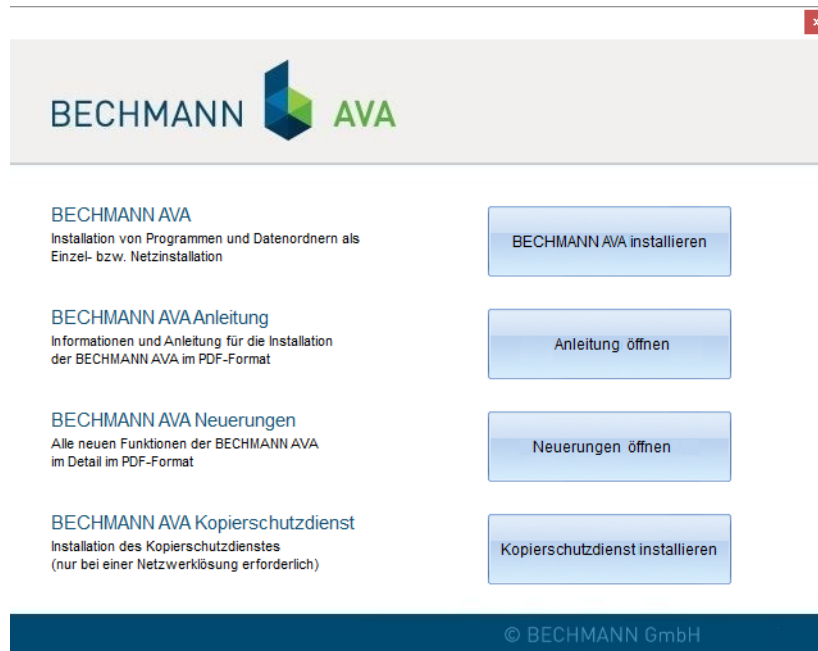 BECHMANN AVA
BECHMANN AVA
Installation von Programmen und Datenordnern als
Einzel- bzw. Netzinstallation
BECHMANN AVA installieren
BECHMANN AVA Anleitung
Informationen und Anleitung für die Installation
der BECHMANN AVA im PDF-Format
Anleitung öffnen
BECHMANN AVA Neuerungen
Alle neuen Funktionen der BECHMANN AVA
im Detail im PDF-Format
Neuerungen öffnen
BECHMANN AVA Kopierschutzdienst
Installation des Kopierschutzdienstes
(nur bei einer Netzwerklösung erforderlich)
Kopierschutzdienst installieren
© BECHMANN GmbH